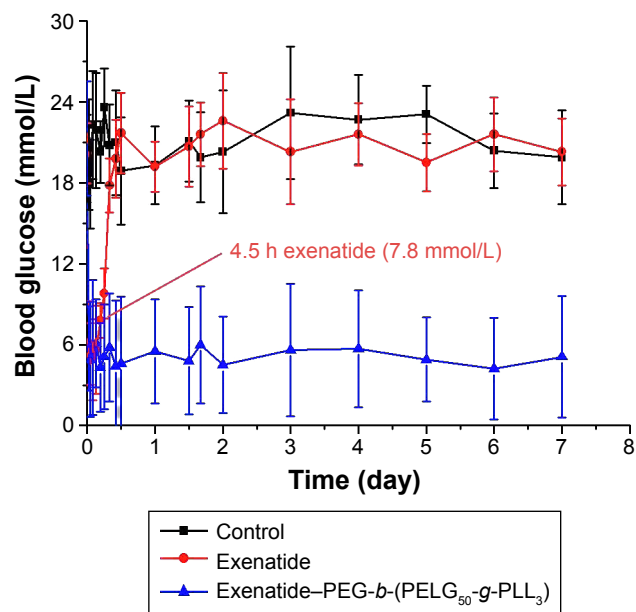 30
24
18
12
6
0
Blood glucose (mmol/L)
4.5 h exenatide (7.8 mmol/L)
0 1 2 3 4 5 6 7 8
Time (day)
Control
Exenatide
Exenatide–PEG-b-(PELG₅₀-g-PLL₃)